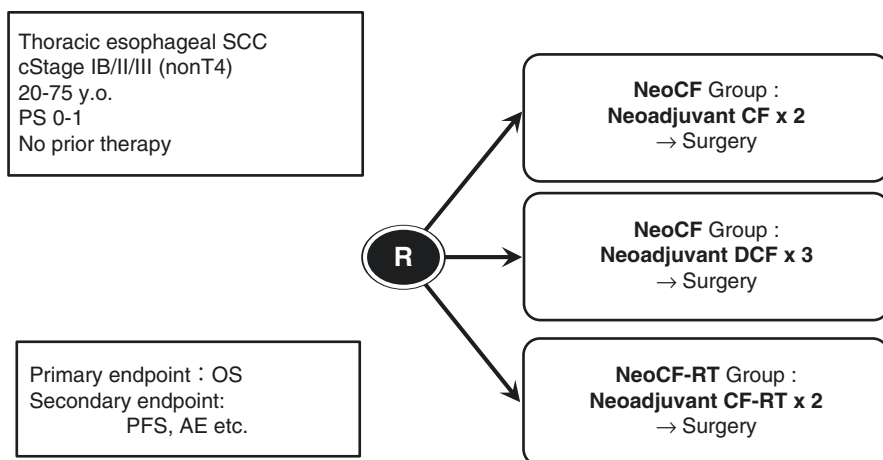 Thoracic esophageal SCC
cStage IB/II/III (nonT4)
20-75 y.o.
PS 0-1
No prior therapy
R
NeoCF Group :
Neoadjuvant CF x 2
→ Surgery
NeoCF Group :
Neoadjuvant DCF x 3
→ Surgery
NeoCF-RT Group :
Neoadjuvant CF-RT x 2
→ Surgery
Primary endpoint : OS
Secondary endpoint:
PFS, AE etc.